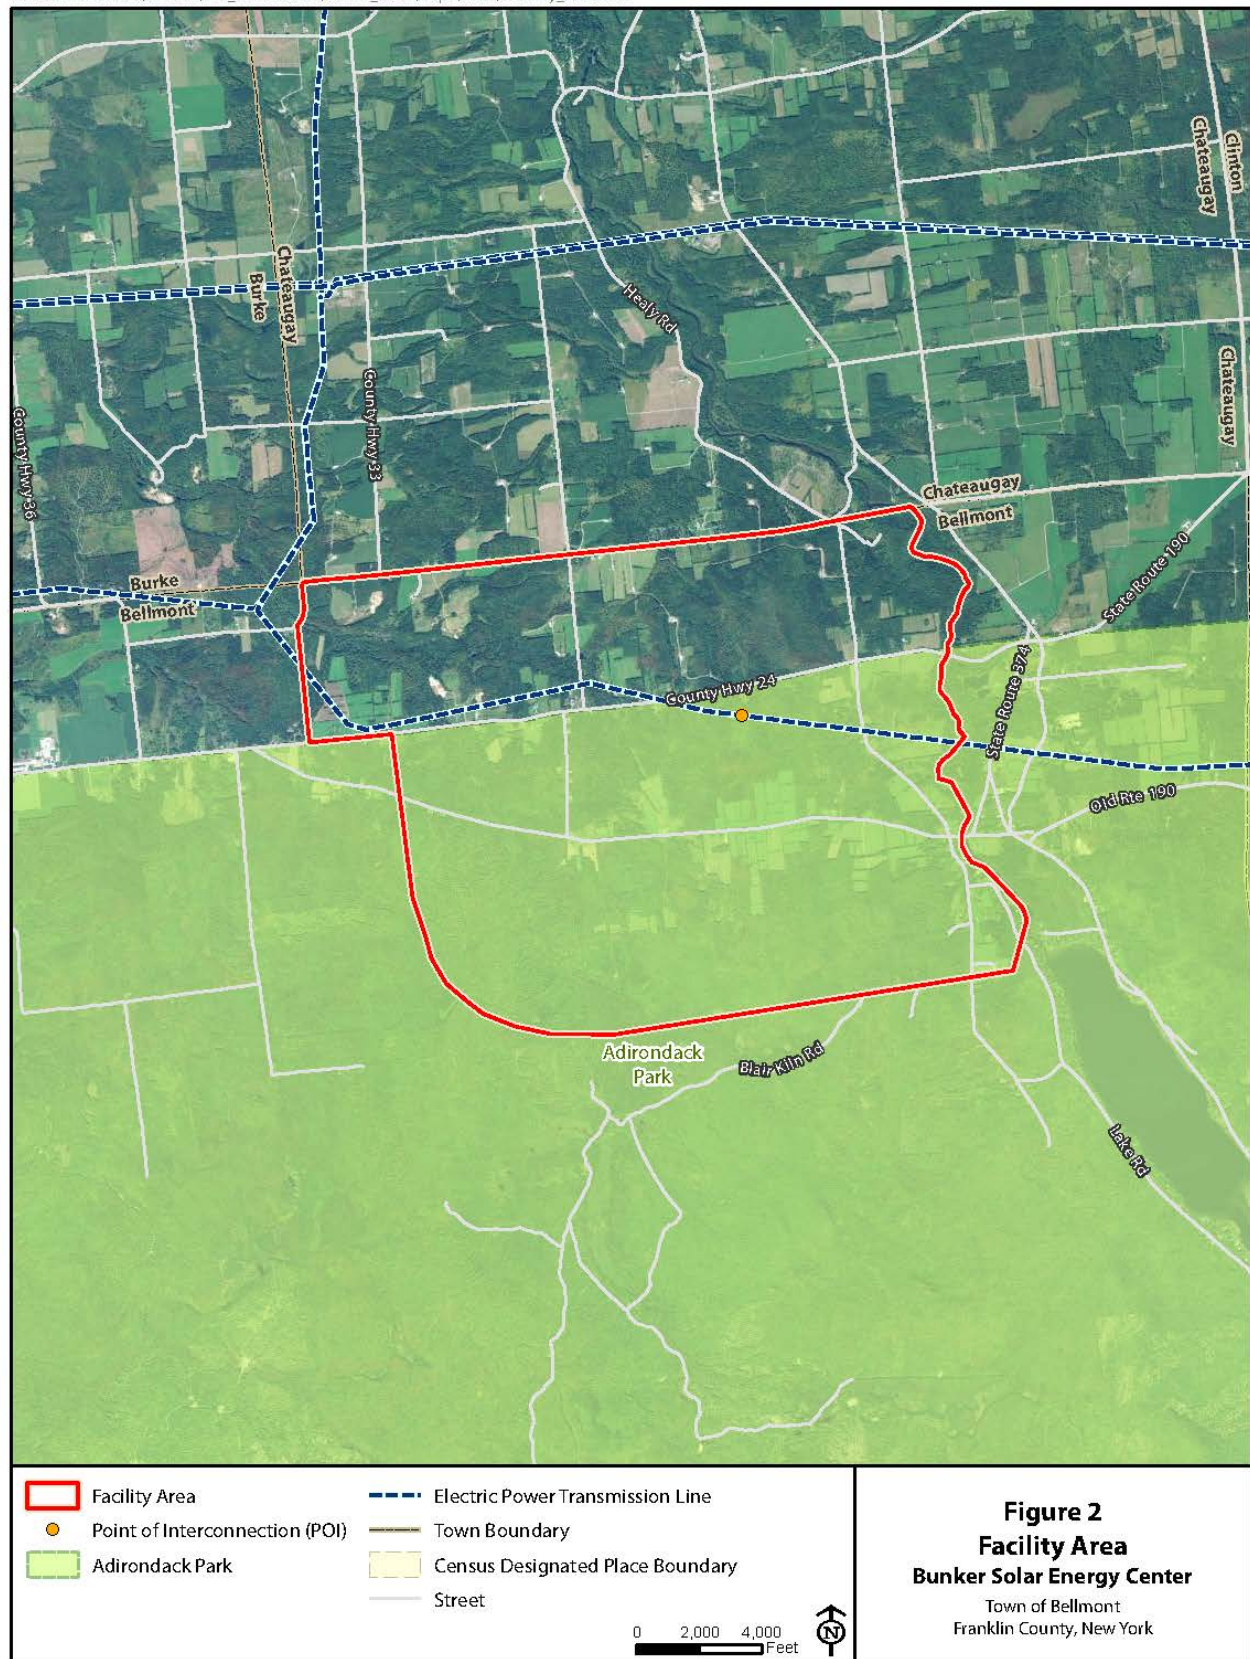 Clinton
Chateaugay
Chateaugay
Burke
Healy Rd
County Hwy 33
County Hwy 36
Chateaugay
Chateaugay
Bellmont
Burke
Bellmont
State Route 190
County Hwy 24
State Route 374
Old Rte 190
Adirondack
Park
Blair Kiln Rd
Lake Rd
Facility Area
Point of Interconnection (POI)
Adirondack Park
Electric Power Transmission Line
Town Boundary
Census Designated Place Boundary
Street
0 2,000 4,000
Feet
N
Figure 2
Facility Area
Bunker Solar Energy Center
Town of Bellmont
Franklin County, New York